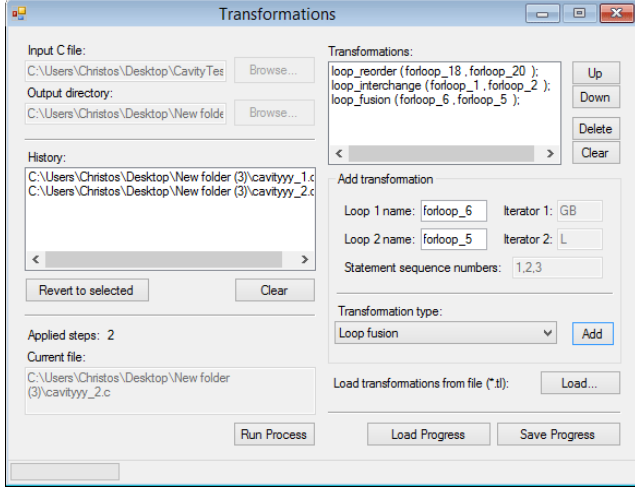 Transformations
Input C file:
C:\Users\Christos\Desktop\CavityTes
Browse...
Output directory:
C:\Users\Christos\Desktop\New folde
Browse...
History:
C:\Users\Christos\Desktop\New folder (3)\cavityyy_1.c
C:\Users\Christos\Desktop\New folder (3)\cavityyy_2.c
Revert to selected
Clear
Applied steps: 2
Current file:
C:\Users\Christos\Desktop\New folder
(3)\cavityyy_2.c
Run Process
Transformations:
loop_reorder (forloop_18 , forloop_20 );
loop_interchange (forloop_1 , forloop_2 );
loop_fusion (forloop_6 , forloop_5 );
Up
Down
Delete
Clear
Add transformation
Loop 1 name: forloop_6 Iterator 1: GB
Loop 2 name: forloop_5 Iterator 2: L
Statement sequence numbers: 1,2,3
Transformation type:
Loop fusion
Add
Load transformations from file (*.tl): Load...
Load Progress
Save Progress